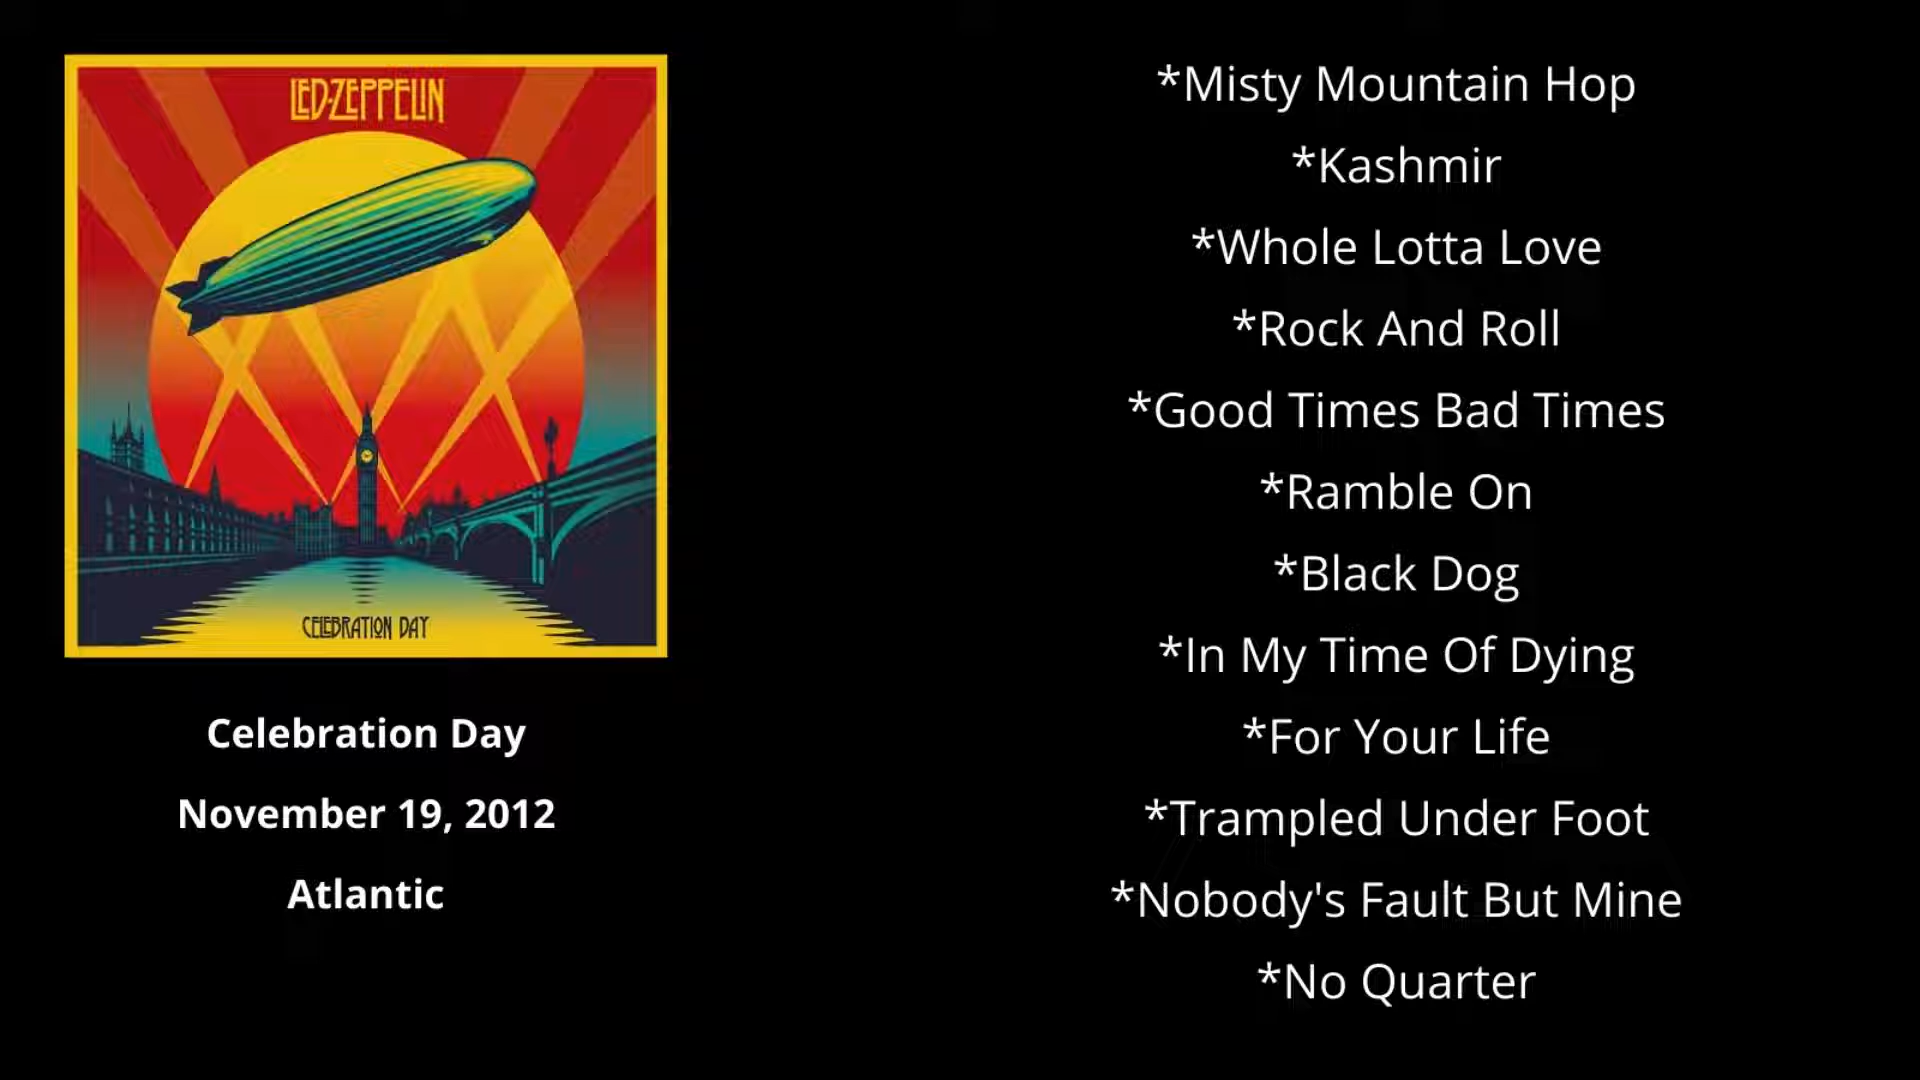 LED-ZEPPELIN
CELEBRATION DAY
Celebration Day
November 19, 2012
Atlantic
*Misty Mountain Hop
*Kashmir
*Whole Lotta Love
*Rock And Roll
*Good Times Bad Times
*Ramble On
*Black Dog
*In My Time Of Dying
*For Your Life
*Trampled Under Foot
*Nobody's Fault But Mine
*No Quarter